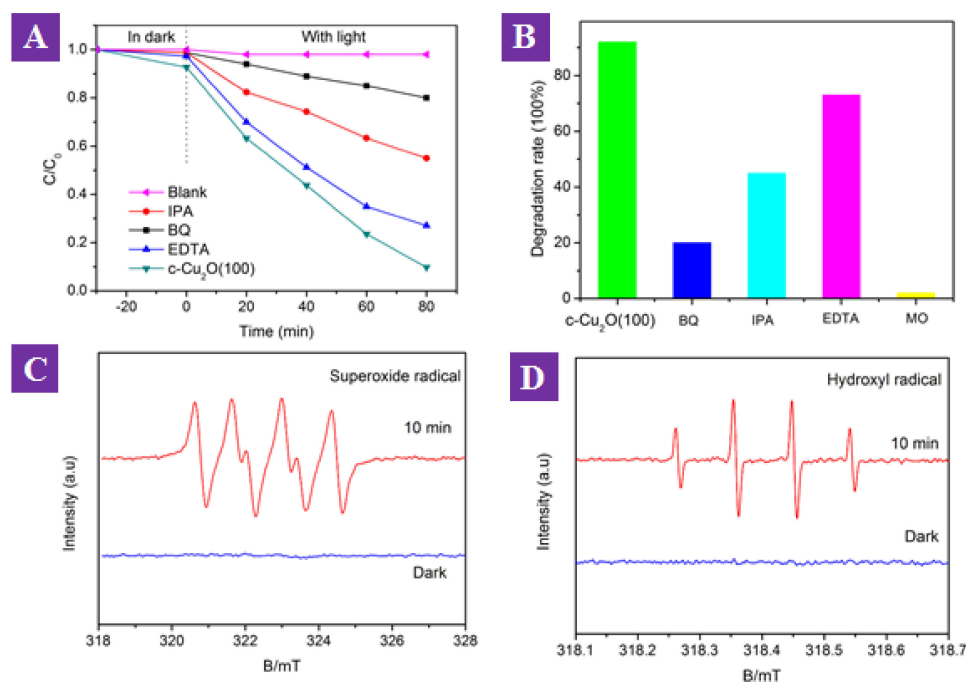 A
In dark
With light
1.0
0.8
0.6
0.4
0.2
0.0
C/C₀
Blank
IPA
BQ
EDTA
c-Cu₂O(100)
-20
0
20
40
60
80
Time (min)
B
80
60
40
20
0
Degradation rate (100%)
c-Cu₂O(100)
BQ
IPA
EDTA
MO
C
Superoxide radical
10 min
Dark
Intensity (a.u)
318
320
322
324
326
328
B/mT
D
Hydroxyl radical
10 min
Dark
Intensity (a.u)
318.1
318.2
318.3
318.4
318.5
318.6
318.7
B/mT